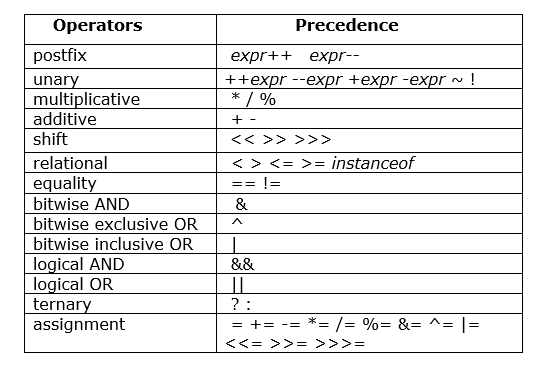 Operators Precedence
postfix expr++ expr--
unary ++expr --expr +expr -expr ~ !
multiplicative * / %
additive + -
shift << >> >>>
relational < > <= >= instanceof
equality == !=
bitwise AND &
bitwise exclusive OR ^
bitwise inclusive OR |
logical AND &&
logical OR ||
ternary ? :
assignment = += -= *= /= %= &= ^= |=
<<= >>= >>>=